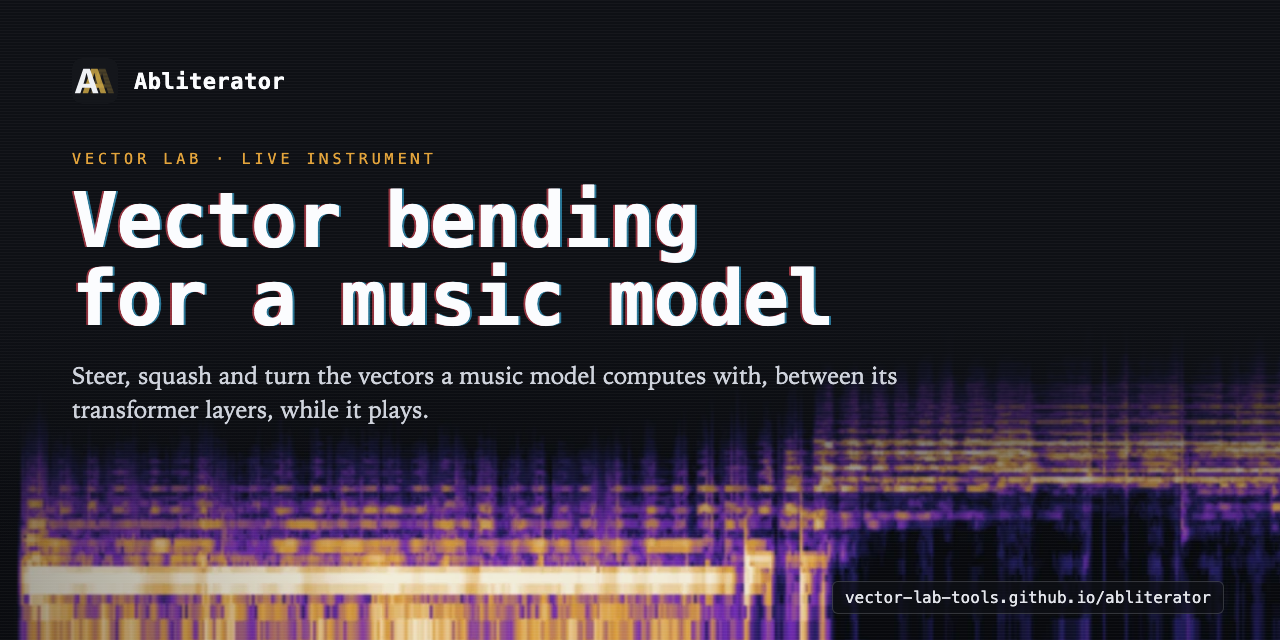 Abliterator
VECTOR LAB · LIVE INSTRUMENT
Vector bending
for a music model
Steer, squash and turn the vectors a music model computes with, between its
transformer layers, while it plays.
vector-lab-tools.github.io/abliterator